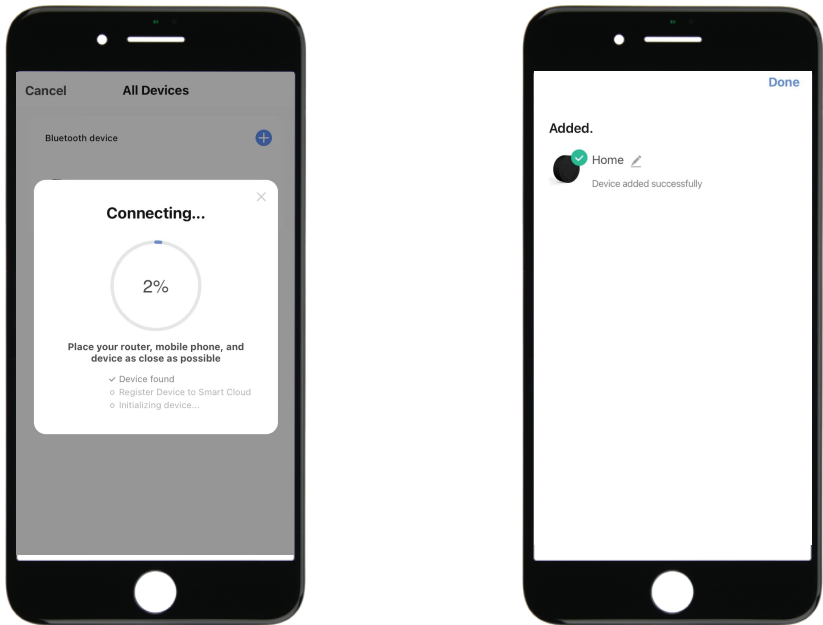 Cancel All Devices
Bluetooth device
Connecting...
2%
Place your router, mobile phone, and
device as close as possible
Device found
Register Device to Smart Cloud
Initializing device...
Done
Added.
Home
Device added successfully